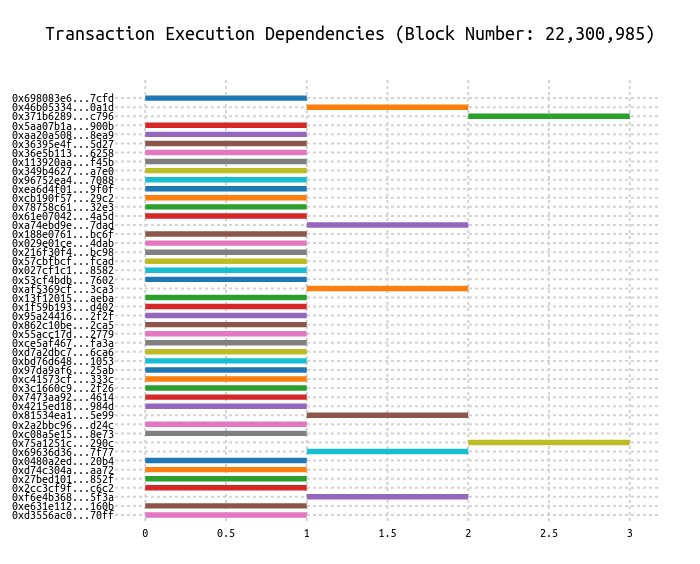 Transaction Execution Dependencies (Block Number: 22,300,985)
0x698083e6...7cfd
0x46b05334...0a1d
0x371b6289...c796
0x5aa07b1a...900b
0xaa20a508...8ea9
0x36395e4f...5d27
0x36e5b113...6258
0x113920aa...f45b
0x349b4627...a7e0
0x96752ea4...7088
0xea6d4f01...9f0f
0xcb190f57...29c2
0x78758c61...32e3
0x61e07042...4a5d
0xa74ebd9e...7dad
0x188e0761...bc6f
0x029e01ce...4dab
0x216f30f4...bc98
0x57cbfbcf...fcad
0x027cf1c1...8582
0x53cf4bdb...7602
0xaf5369cf...3ca3
0x13f12015...aeba
0x1f59b193...d402
0x95a24416...2f2f
0x862c10be...2ca5
0x55acc17d...2779
0xce5af467...fa3a
0xd7a2dbc7...6ca6
0xbd76d648...1053
0x97da9af6...25ab
0xc41573cf...333c
0x3c1660c9...2f26
0x7473aa92...4614
0x4215ed18...984d
0x81534ea1...5e99
0x2a2bbc96...d24c
0xc08a5e15...8e73
0x75a1251c...290c
0x69636d36...7f77
0x0480a2ed...20b4
0xd74c304a...aa72
0x27bed101...852f
0x2cc3cf9f...c6c2
0xf6e4b368...5f3a
0xe631e112...160b
0xd3556ac0...70ff
0 0.5 1 1.5 2 2.5 3